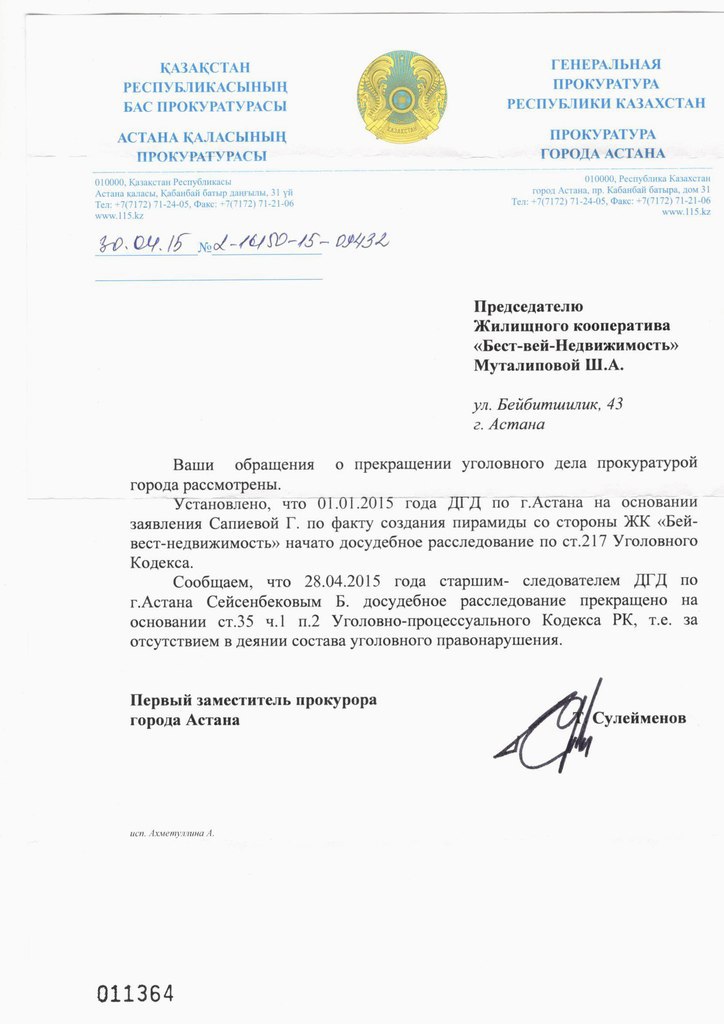 ҚАЗАҚСТАН
РЕСПУБЛИКАСЫНЫҢ
БАС ПРОКУРАТУРАСЫ
АСТАНА ҚАЛАСЫНЫҢ
ПРОКУРАТУРАСЫ
010000, Қазақстан Республикасы
Астана қаласы, Қабанбай батыр даңғылы, 31 үй
Тел: +7(7172) 71-24-05, Факс: +7(7172) 71-21-06
www.115.kz
ҚАЗАҚСТАН
ГЕНЕРАЛЬНАЯ
ПРОКУРАТУРА
РЕСПУБЛИКИ КАЗАХСТАН
ПРОКУРАТУРА
ГОРОДА АСТАНА
010000, Республика Казахстан
город Астана, пр. Кабанбай батыра, дом 31
Тел: +7(7172) 71-24-05, Факс: +7(7172) 71-21-06
www.115.kz
30.04.15 № 2-16150-15-09432
Председателю
Жилищного кооператива
«Бест-вей-Недвижимость»
Муталиповой Ш.А.
ул. Бейбитшилик, 43
г. Астана
Ваши обращения о прекращении уголовного дела прокуратурой
города рассмотрены.
Установлено, что 01.01.2015 года ДГД по г.Астана на основании
заявления Сапиевой Г. по факту создания пирамиды со стороны ЖК «Бей-
вест-недвижимость» начато досудебное расследование по ст.217 Уголовного
Кодекса.
Сообщаем, что 28.04.2015 года старшим- следователем ДГД по
г.Астана Сейсенбековым Б. досудебное расследование прекращено на
основании ст.35 ч.1 п.2 Уголовно-процессуального Кодекса РК, т.е. за
отсутствием в деянии состава уголовного правонарушения.
Первый заместитель прокурора
города Астана
Т. Сулейменов
исп. Ахметуллина А.
011364